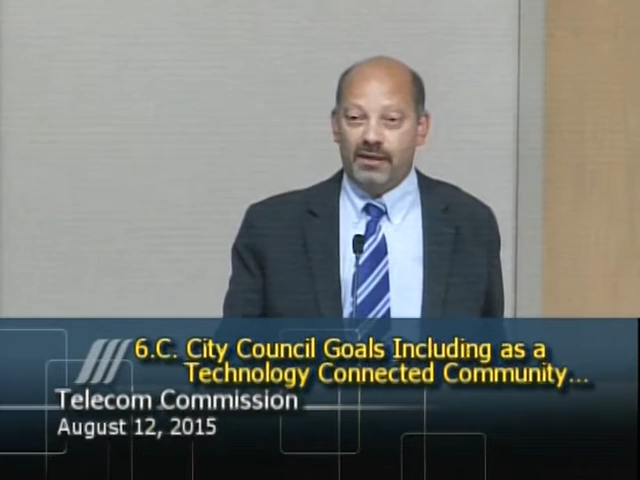 6.C. City Council Goals Including as a
Technology Connected Community...
Telecom Commission
August 12, 2015